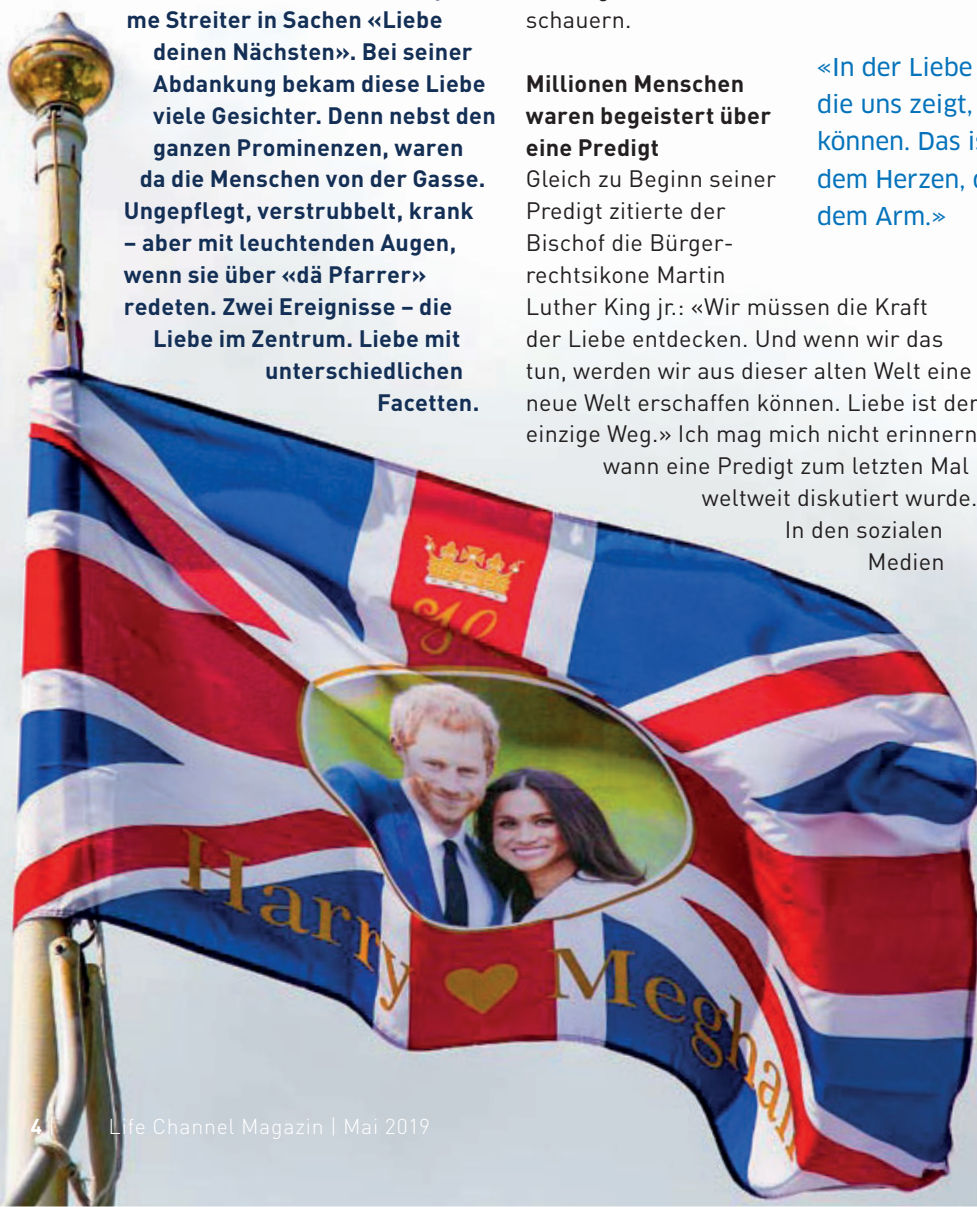 me Streiter in Sachen «Liebe
deinen Nächsten». Bei seiner
Abdankung bekam diese Liebe
viele Gesichter. Denn nebst den
ganzen Prominenzen, waren
da die Menschen von der Gasse.
Ungepflegt, verstrubbelt, krank
– aber mit leuchtenden Augen,
wenn sie über «dä Pfarrer»
redeten. Zwei Ereignisse – die
Liebe im Zentrum. Liebe mit
unterschiedlichen
Facetten.
schauern.
Millionen Menschen
waren begeistert über
eine Predigt
Gleich zu Beginn seiner
Predigt zitierte der
Bischof die Bürger-
rechtsikone Martin
Luther King jr.: «Wir müssen die Kraft
der Liebe entdecken. Und wenn wir das
tun, werden wir aus dieser alten Welt eine
neue Welt erschaffen können. Liebe ist der
einzige Weg.» Ich mag mich nicht erinnern
wann eine Predigt zum letzten Mal
weltweit diskutiert wurde.
In den sozialen
Medien
«In der Liebe
die uns zeigt,
können. Das is
dem Herzen,
dem Arm.»
Harry Meghan
4 Life Channel Magazin | Mai 2019